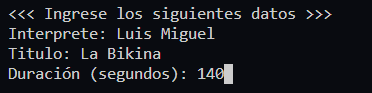 <<< Ingrese los siguientes datos >>>
Interprete: Luis Miguel
Titulo: La Bikina
Duración (segundos): 140